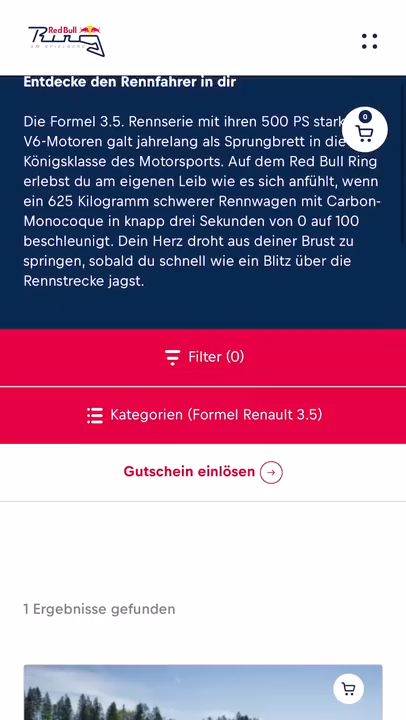 Red Bull
Ring
AM SPIELBERG
Entdecke den Rennfahrer in dir
0
Die Formel 3.5. Rennserie mit ihren 500 PS stark
V6-Motoren galt jahrelang als Sprungbrett in die
Königsklasse des Motorsports. Auf dem Red Bull Ring
erlebst du am eigenen Leib wie es sich anfühlt, wenn
ein 625 Kilogramm schwerer Rennwagen mit Carbon-
Monocoque in knapp drei Sekunden von 0 auf 100
beschleunigt. Dein Herz droht aus deiner Brust zu
springen, sobald du schnell wie ein Blitz über die
Rennstrecke jagst.
Filter (0)
Kategorien (Formel Renault 3.5)
Gutschein einlösen
1 Ergebnisse gefunden